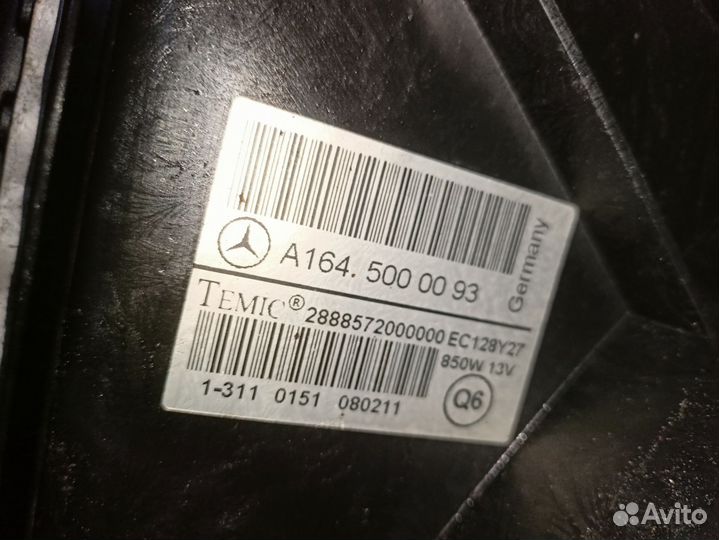 A164. 500 00 93
Germany
TEMIC® 2888572000000 EC128Y27
850W 13V
1-311 0151 080211
Q6
Avito